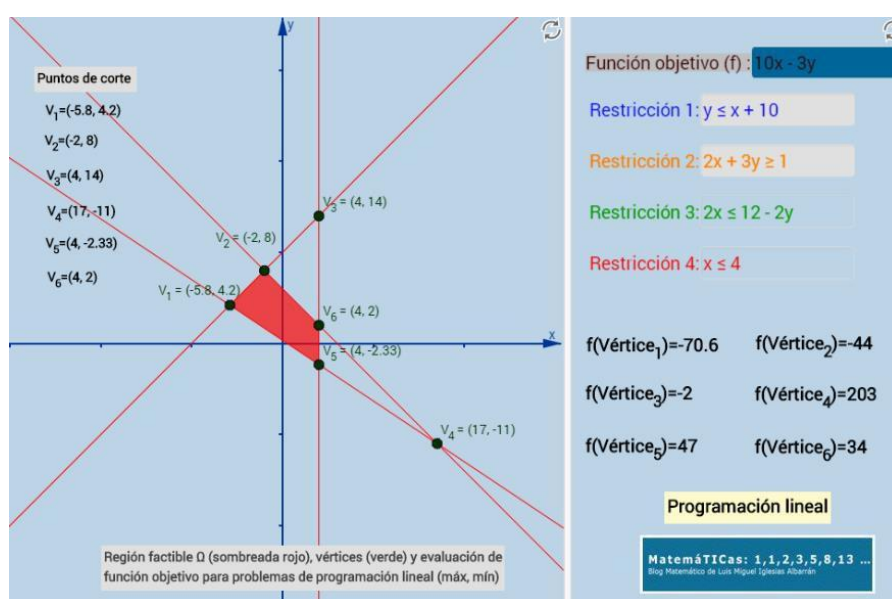 y
Puntos de corte
V1=(-5.8, 4.2)
V2=(-2, 8)
V3=(4, 14)
V4=(17, -11)
V5=(4, -2.33)
V6=(4, 2)
V3 = (4, 14)
V2 = (-2, 8)
V1 = (-5.8, 4.2)
V6 = (4, 2)
x
V5 = (4, -2.33)
V4 = (17, -11)
Región factible Ω (sombreada rojo), vértices (verde) y evaluación de
función objetivo para problemas de programación lineal (máx, mín)
Función objetivo (f) : 10x - 3y
Restricción 1: y ≤ x + 10
Restricción 2: 2x + 3y ≥ 1
Restricción 3: 2x ≤ 12 - 2y
Restricción 4: x ≤ 4
f(Vértice1)=-70.6 f(Vértice2)=-44
f(Vértice3)=-2 f(Vértice4)=203
f(Vértice5)=47 f(Vértice6)=34
Programación lineal
MatemáTICas: 1,1,2,3,5,8,13 ...
Blog Matemático de Luis Miguel Iglesias Albarrán